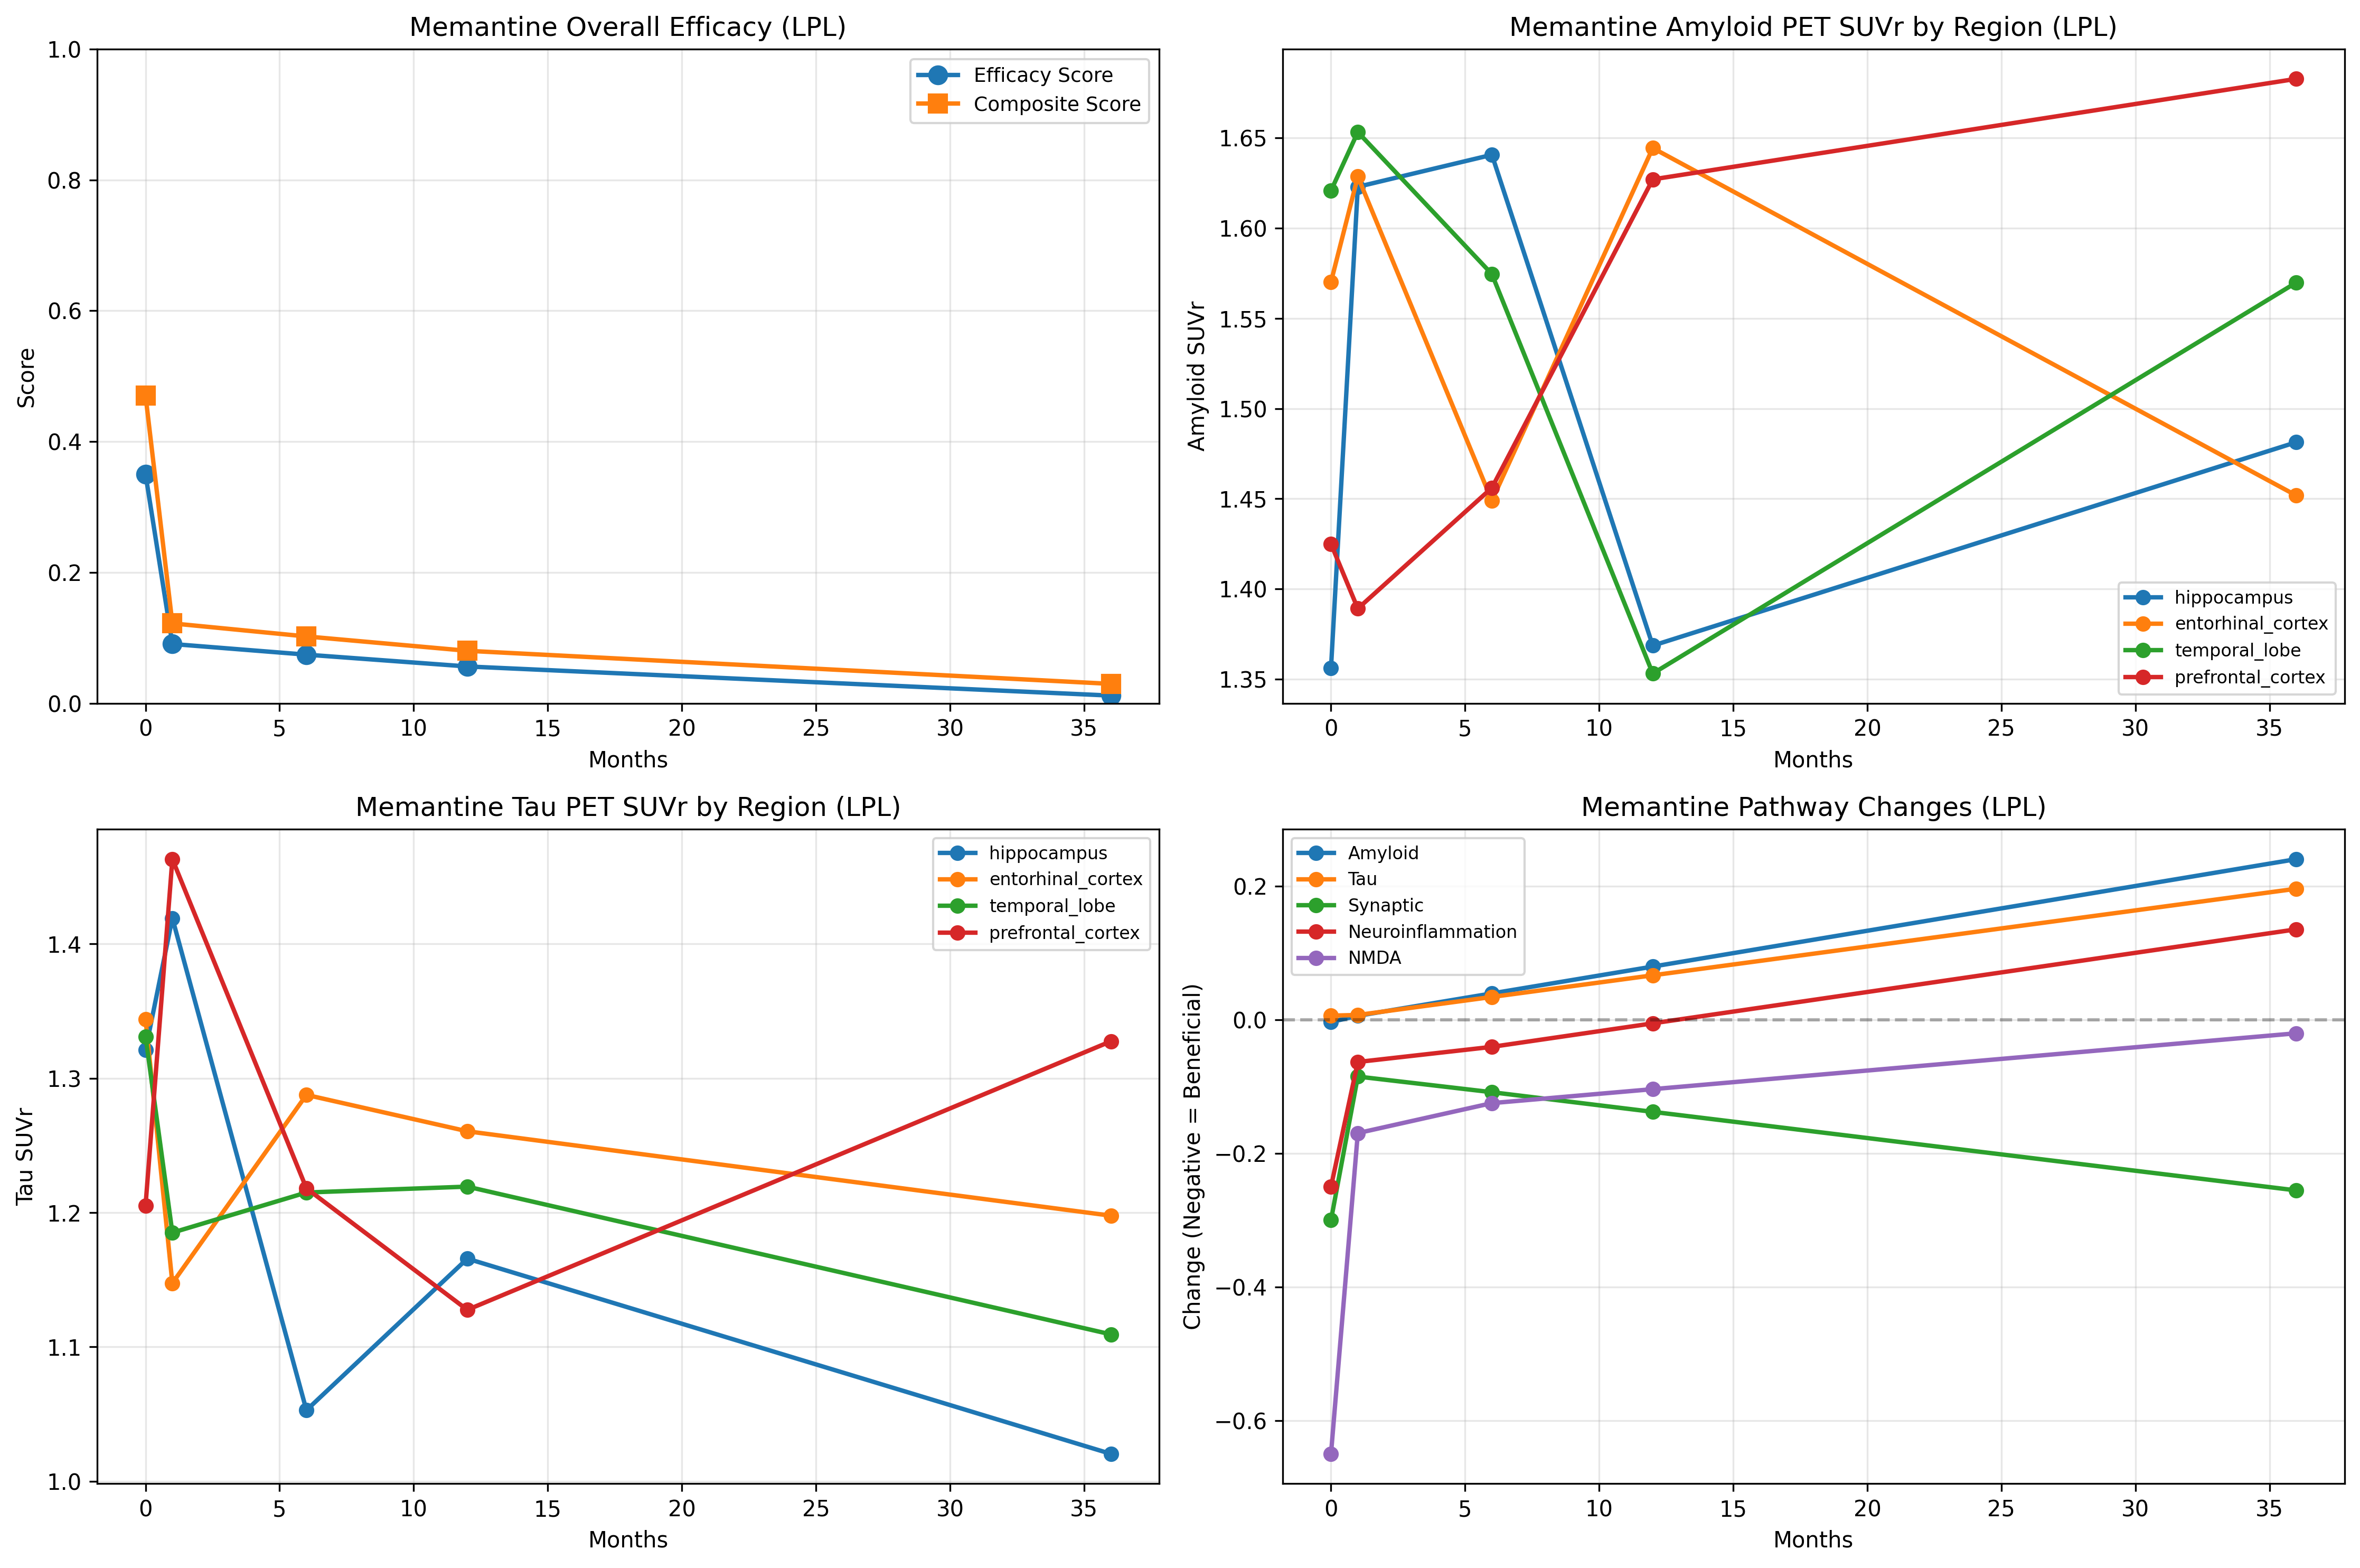 Memantine Overall Efficacy (LPL)
Efficacy Score
Composite Score
Score
1.0
0.8
0.6
0.4
0.2
0.0
0 5 10 15 20 25 30 35
Months
Memantine Amyloid PET SUVr by Region (LPL)
Amyloid SUVr
1.65
1.60
1.55
1.50
1.45
1.40
1.35
hippocampus
entorhinal_cortex
temporal_lobe
prefrontal_cortex
0 5 10 15 20 25 30 35
Months
Memantine Tau PET SUVr by Region (LPL)
hippocampus
entorhinal_cortex
temporal_lobe
prefrontal_cortex
Tau SUVr
1.4
1.3
1.2
1.1
1.0
0 5 10 15 20 25 30 35
Months
Memantine Pathway Changes (LPL)
Amyloid
Tau
Synaptic
Neuroinflammation
NMDA
Change (Negative = Beneficial)
0.2
0.0
−0.2
−0.4
−0.6
0 5 10 15 20 25 30 35
Months